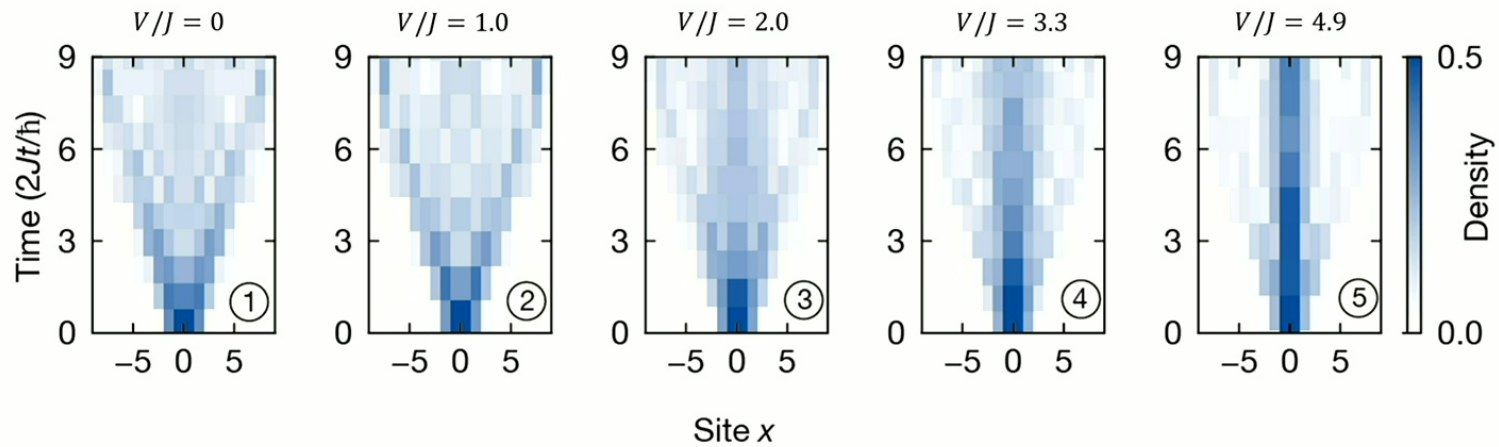 V/J = 0 V/J = 1.0 V/J = 2.0 V/J = 3.3 V/J = 4.9
9 9 9 9 9 0.5
6 6 6 6 6
3 3 3 3 3
0 0 0 0 0 0.0
Time (2Jt/ħ)
1 2 3 4 5
Density
−5 0 5 −5 0 5 −5 0 5 −5 0 5 −5 0 5
Site x